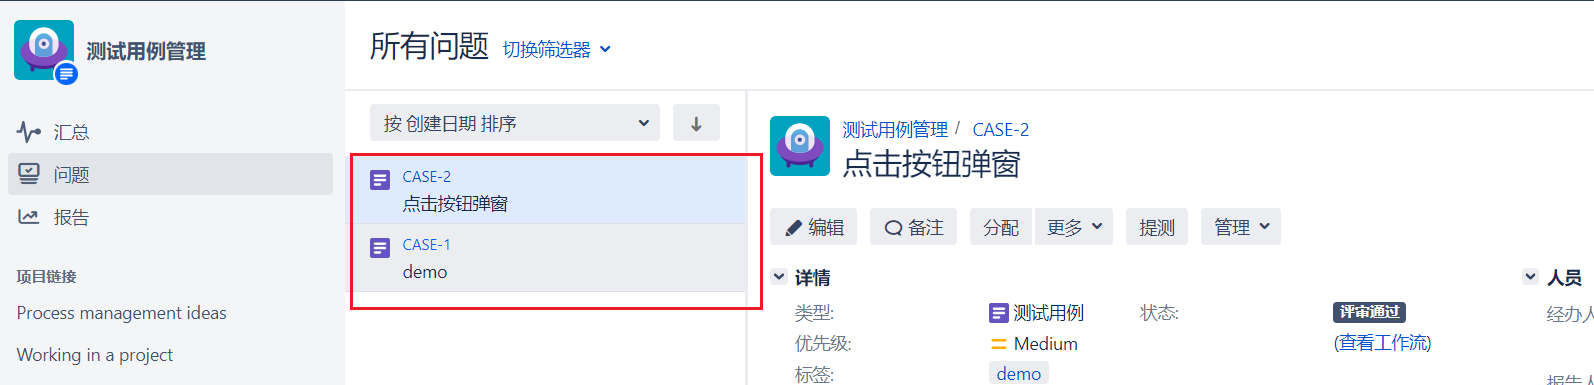 测试用例管理
汇总
问题
报告
项目链接
Process management ideas
Working in a project
所有问题 切换筛选器
按 创建日期 排序
CASE-2
点击按钮弹窗
CASE-1
demo
测试用例管理 / CASE-2
点击按钮弹窗
编辑 备注 分配 更多 提测 管理
详情
类型: 测试用例 状态: 评审通过
优先级: Medium (查看工作流)
标签: demo
人员
经办人
报告人